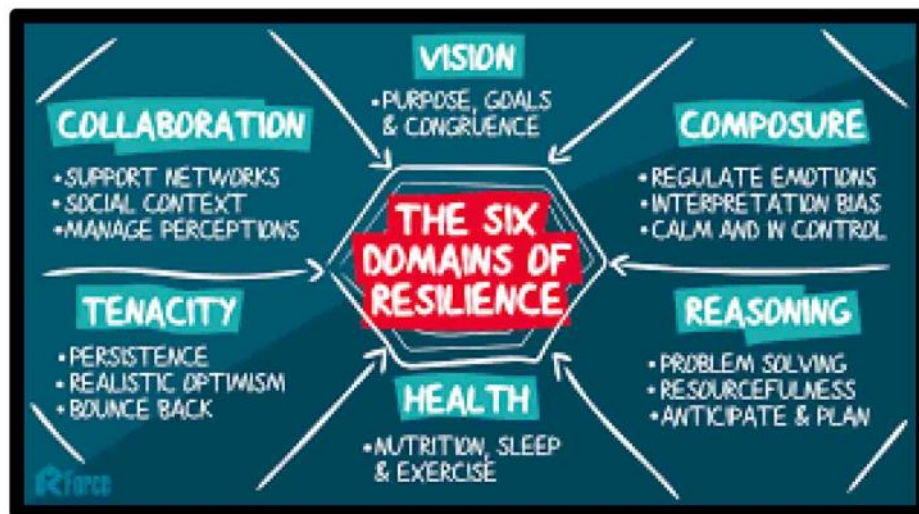 VISION
•PURPOSE, GOALS
& CONGRUENCE
COLLABORATION
•SUPPORT NETWORKS
•SOCIAL CONTEXT
•MANAGE PERCEPTIONS
COMPOSURE
•REGULATE EMOTIONS
•INTERPRETATION BIAS
•CALM AND IN CONTROL
THE SIX
DOMAINS OF
RESILIENCE
TENACITY
•PERSISTENCE
•REALISTIC OPTIMISM
•BOUNCE BACK
REASONING
•PROBLEM SOLVING
•RESOURCEFULNESS
•ANTICIPATE & PLAN
HEALTH
•NUTRITION, SLEEP
& EXERCISE